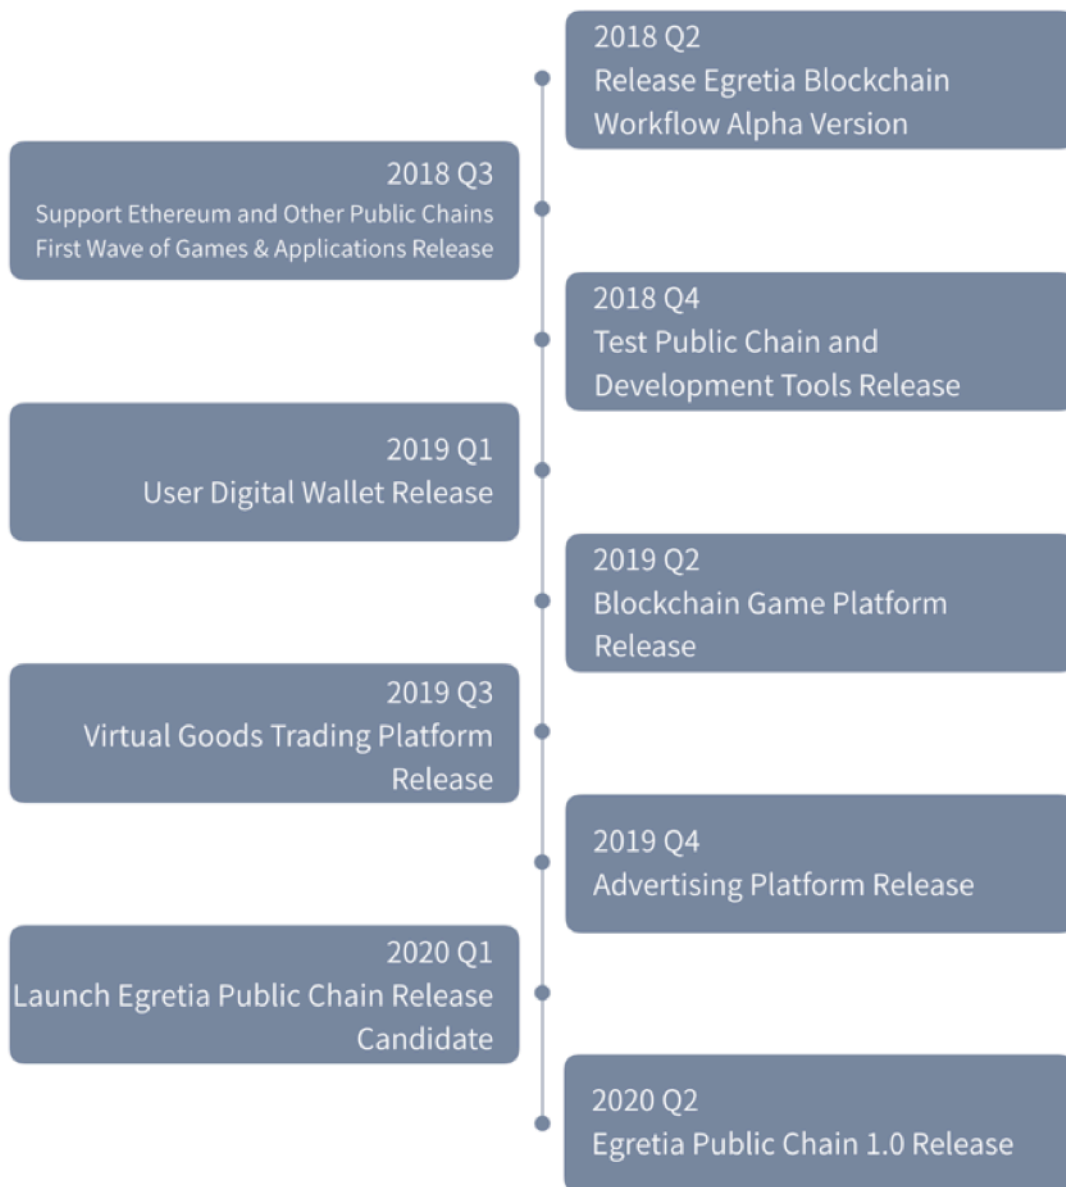 2018 Q2
Release Egretia Blockchain
Workflow Alpha Version
2018 Q3
Support Ethereum and Other Public Chains
First Wave of Games & Applications Release
2018 Q4
Test Public Chain and
Development Tools Release
2019 Q1
User Digital Wallet Release
2019 Q2
Blockchain Game Platform
Release
2019 Q3
Virtual Goods Trading Platform
Release
2019 Q4
Advertising Platform Release
2020 Q1
Launch Egretia Public Chain Release
Candidate
2020 Q2
Egretia Public Chain 1.0 Release